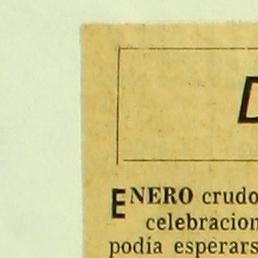 D
ENERO crudo
celebracion
podía esperars